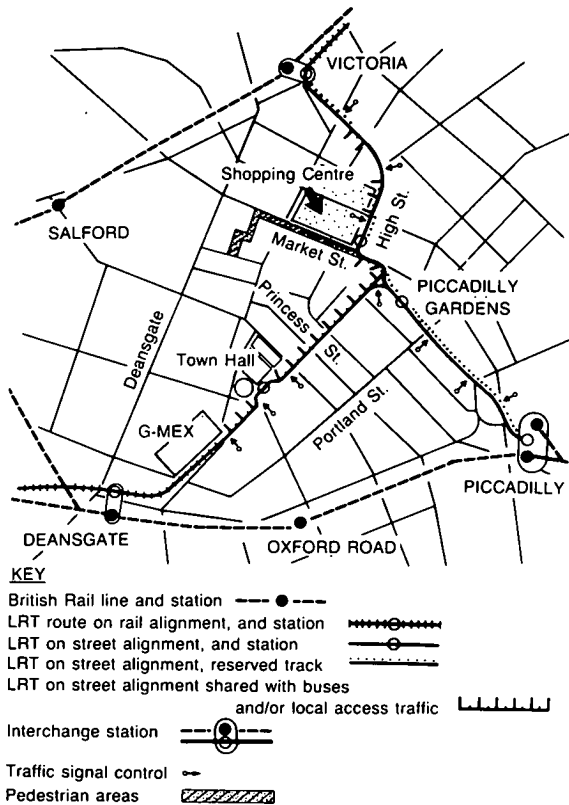 VICTORIA
Shopping Centre
SALFORD
High St.
Market St.
PICCADILLY
GARDENS
Princess
St.
Deansgate
Town Hall
Portland St.
G-MEX
PICCADILLY
DEANSGATE
OXFORD ROAD
KEY
British Rail line and station
LRT route on rail alignment, and station
LRT on street alignment, and station
LRT on street alignment, reserved track
LRT on street alignment shared with buses
and/or local access traffic
Interchange station
Traffic signal control
Pedestrian areas